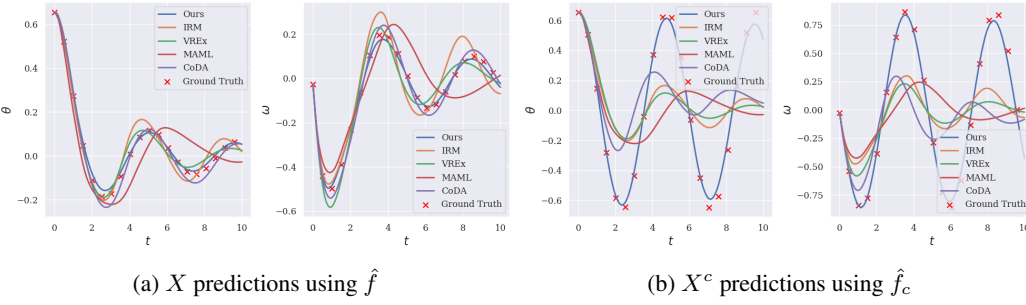 Ours
IRM
VREx
MAML
CoDA
Ground Truth
0.6
0.4
0.2
0.0
−0.2
θ
0 2 4 6 8 10
t
Ours
IRM
VREx
MAML
CoDA
Ground Truth
0.2
0.0
−0.2
−0.4
−0.6
ω
0 2 4 6 8 10
t
Ours
IRM
VREx
MAML
CoDA
Ground Truth
0.6
0.4
0.2
0.0
−0.2
−0.4
−0.6
θ
0 2 4 6 8 10
t
Ours
IRM
VREx
MAML
CoDA
Ground Truth
0.75
0.50
0.25
0.00
−0.25
−0.50
−0.75
ω
0 2 4 6 8 10
t
(a) X predictions using f̂
(b) Xᶜ predictions using f̂_c